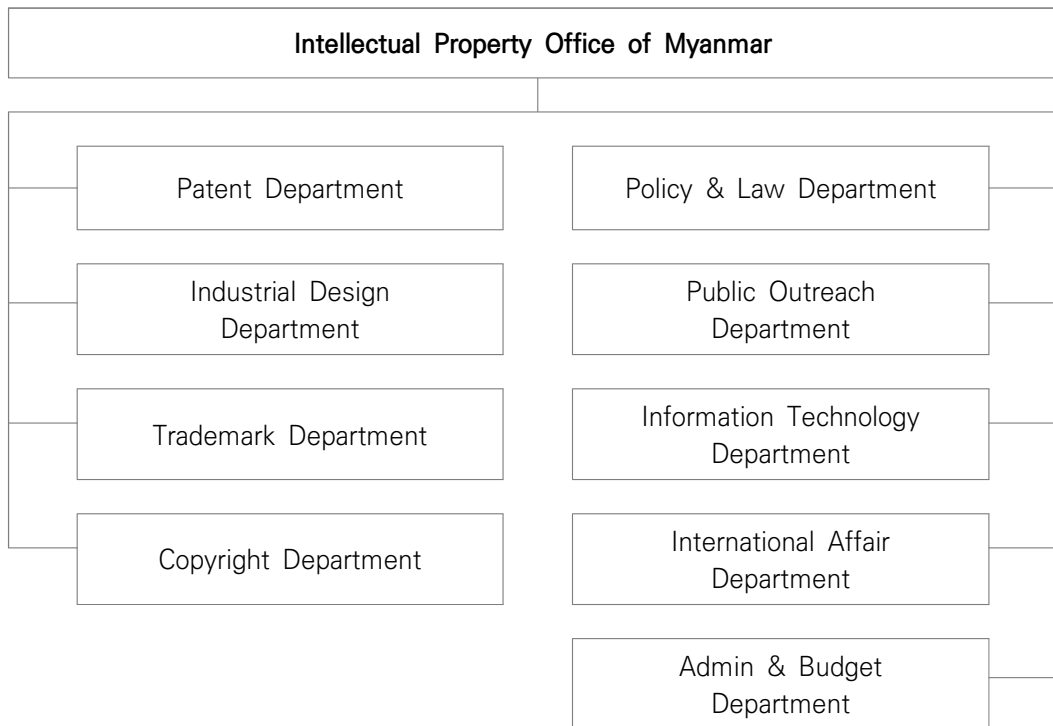 Intellectual Property Office of Myanmar
Patent Department
Policy & Law Department
Industrial Design
Department
Public Outreach
Department
Trademark Department
Information Technology
Department
Copyright Department
International Affair
Department
Admin & Budget
Department